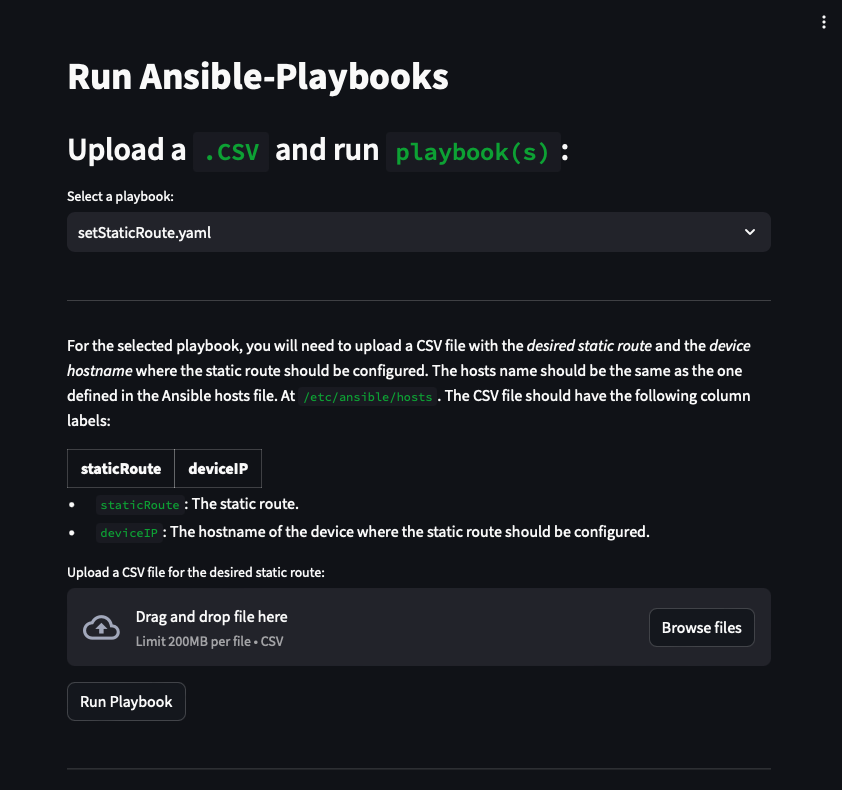 Run Ansible-Playbooks
Upload a .CSV and run playbook(s) :
Select a playbook:
setStaticRoute.yaml
For the selected playbook, you will need to upload a CSV file with the desired static route and the device
hostname where the static route should be configured. The hosts name should be the same as the one
defined in the Ansible hosts file. At /etc/ansible/hosts . The CSV file should have the following column
labels:
staticRoute deviceIP
• staticRoute : The static route.
• deviceIP : The hostname of the device where the static route should be configured.
Upload a CSV file for the desired static route:
Drag and drop file here
Limit 200MB per file • CSV
Browse files
Run Playbook